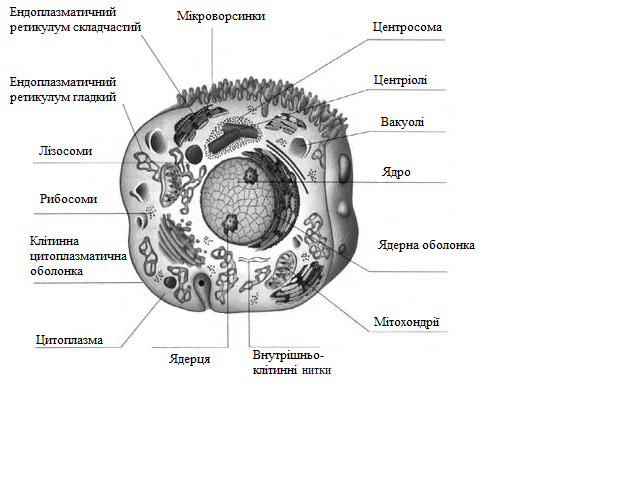 Ендоплазматичний
ретикулум складчастий
Мікроворсинки
Центросома
Ендоплазматичний
ретикулум гладкий
Центріолі
Вакуолі
Лізосоми
Ядро
Рибосоми
Клітинна
цитоплазматична
оболонка
Ядерна оболонка
Цитоплазма
Мітохондрії
Ядерця
Внутрішньо-
клітинні нитки